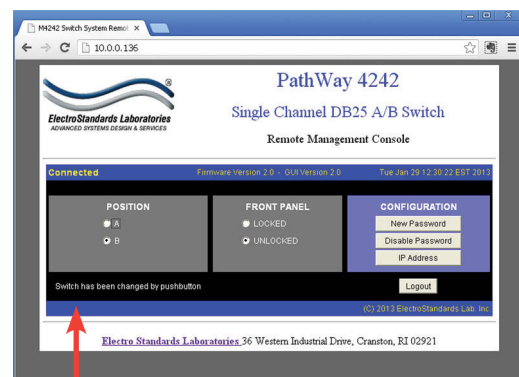 M4242 Switch System Remot
10.0.0.136
®
ElectroStandards Laboratories
ADVANCED SYSTEMS DESIGN & SERVICES
PathWay 4242
Single Channel DB25 A/B Switch
Remote Management Console
Connected Firmware Version 2.0 - GUI Version 2.0 Tue Jan 29 12:30:22 EST 2013
POSITION FRONT PANEL CONFIGURATION
A LOCKED New Password
B UNLOCKED Disable Password
IP Address
Switch has been changed by pushbutton Logout
(C) 2013 ElectroStandards Lab. Inc
Electro Standards Laboratories 36 Western Industrial Drive, Cranston, RI 02921